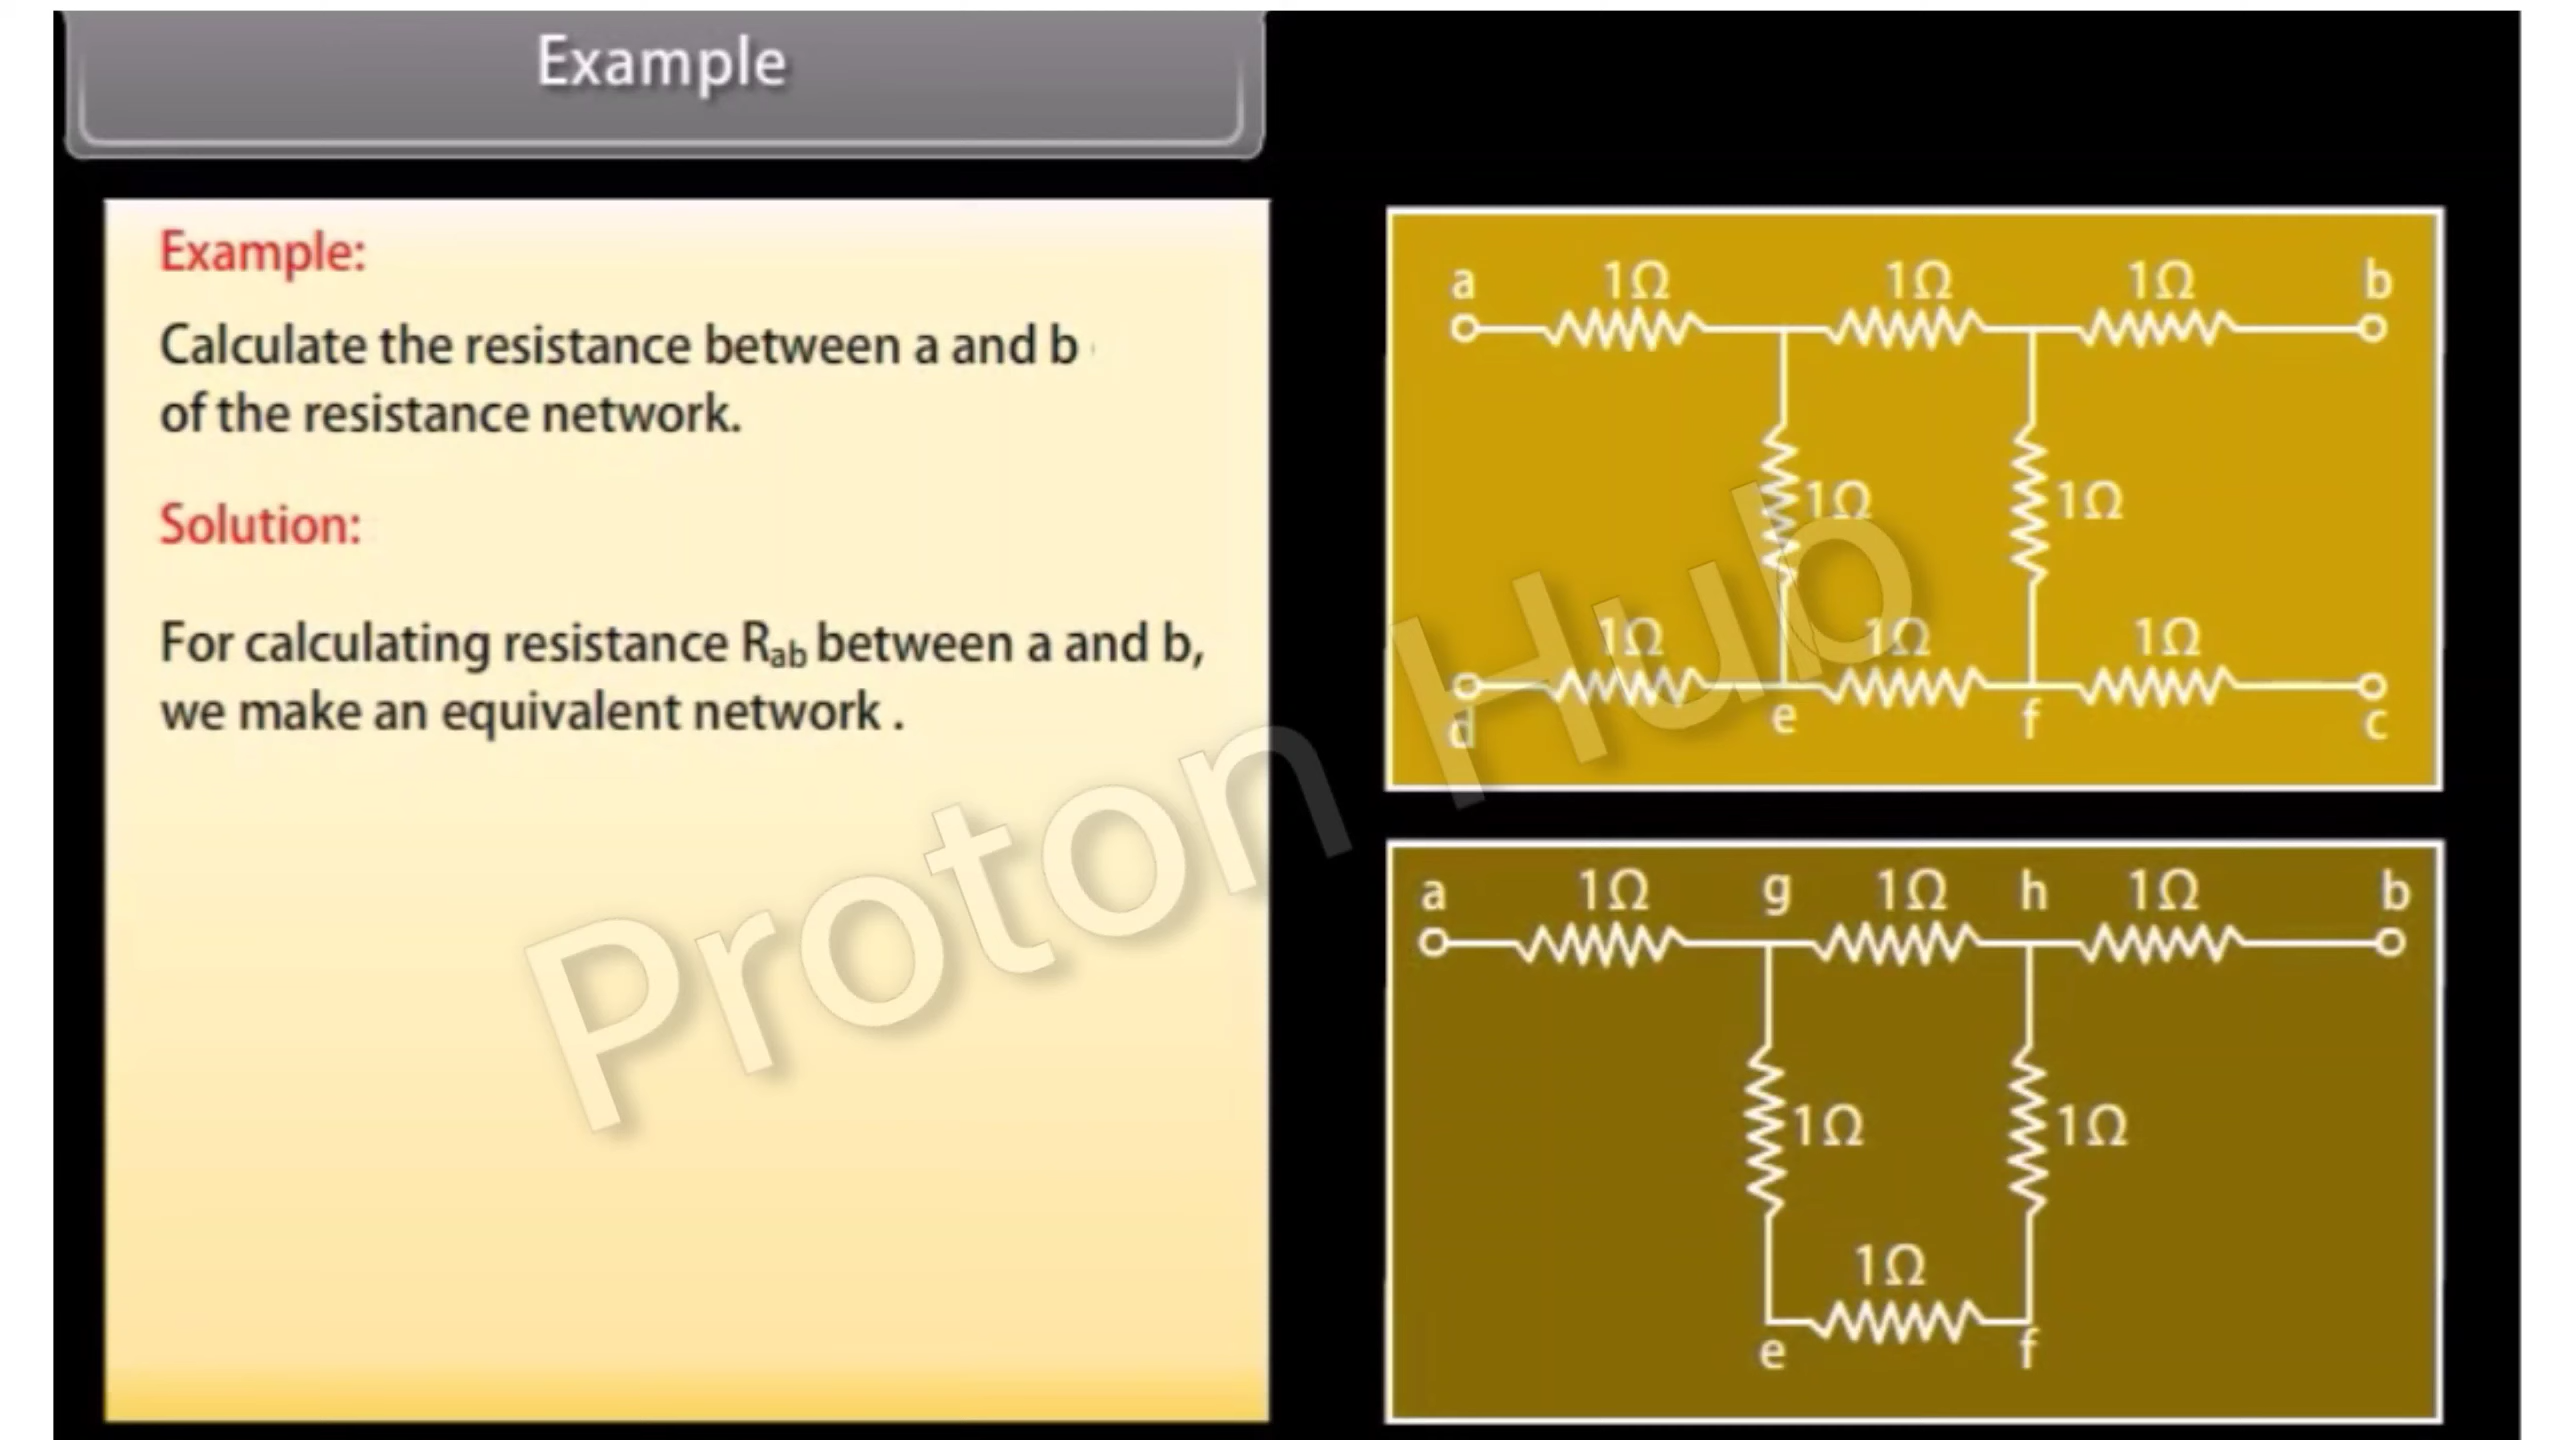 Example
Example:
Calculate the resistance between a and b
of the resistance network.
Solution:
For calculating resistance Rab between a and b,
we make an equivalent network .
Proton Hub
a 1Ω 1Ω 1Ω b
1Ω 1Ω
1Ω 1Ω 1Ω
d e f c
a 1Ω g 1Ω h 1Ω b
1Ω 1Ω
1Ω
e f